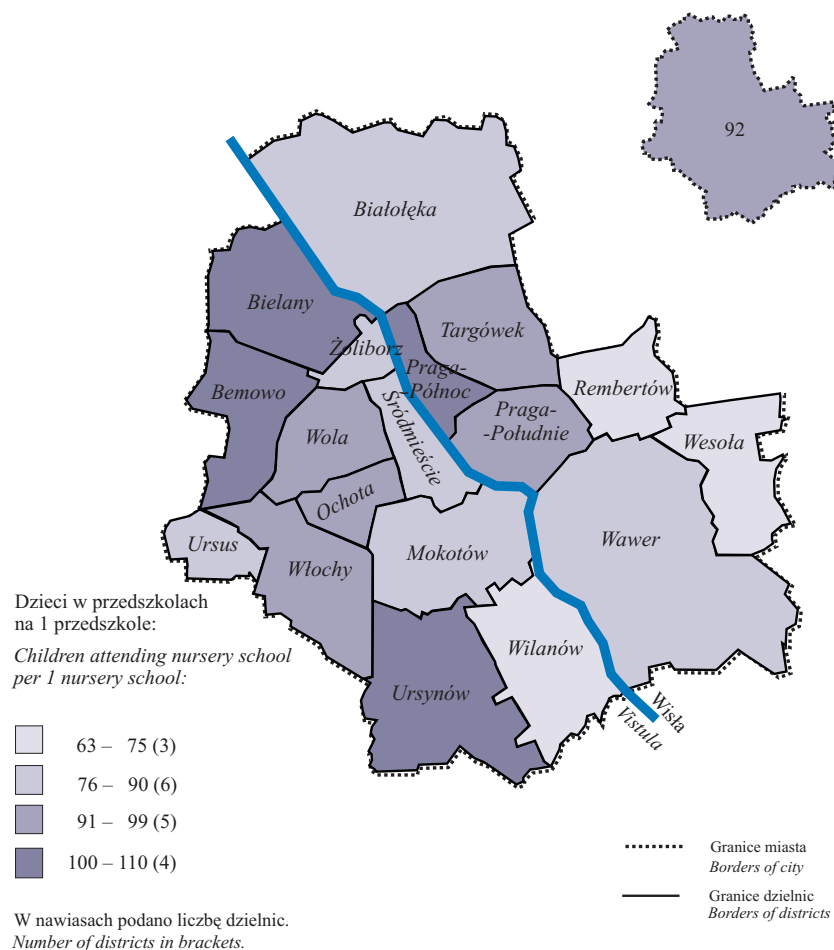 92
Białołęka
Bielany
Targówek
Żoliborz
Praga-
-Północ
Rembertów
Bemowo
Śródmieście
Praga-
-Południe
Wesoła
Wola
Ochota
Ursus
Włochy
Mokotów
Wawer
Wilanów
Ursynów
Wisła
Vistula
Dzieci w przedszkolach
na 1 przedszkole:
Children attending nursery school
per 1 nursery school:
63 – 75 (3)
76 – 90 (6)
91 – 99 (5)
100 – 110 (4)
W nawiasach podano liczbę dzielnic.
Number of districts in brackets.
Granice miasta
Borders of city
Granice dzielnic
Borders of districts